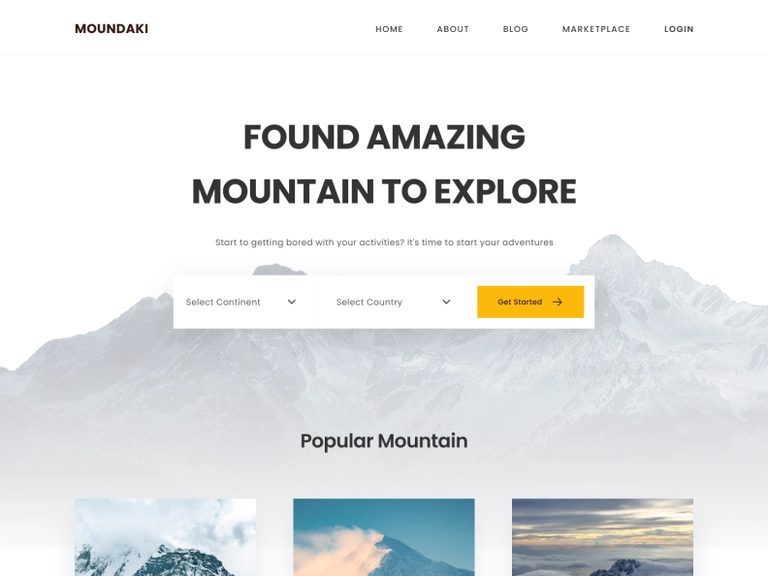 MOUNDAKI
HOME ABOUT BLOG MARKETPLACE LOGIN
FOUND AMAZING
MOUNTAIN TO EXPLORE
Start to getting bored with your activities? It's time to start your adventures
Select Continent Select Country Get Started
Popular Mountain